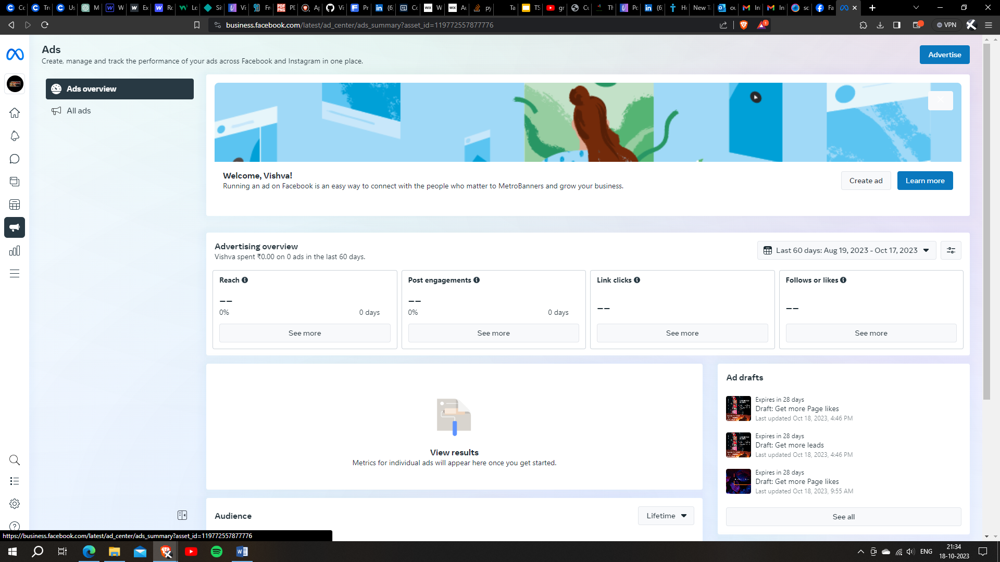 Cc
Tr
Us
M
W
Ex
Rc
Lc
Sit
Vi
Fr
PD
Ap
Vi
Pr
(6
Cc
W
Au
py
Ta
TS
gr
Cu
Th
Pc
(6
Hc
New Ta
ou
In
In
sc
Fa
business.facebook.com/latest/ad_center/ads_summary?asset_id=119772557877776
1
VPN
Ads
Create, manage and track the performance of your ads across Facebook and Instagram in one place.
Advertise
Ads overview
All ads
Welcome, Vishva!
Running an ad on Facebook is an easy way to connect with the people who matter to MetroBanners and grow your business.
Create ad
Learn more
Advertising overview
Vishva spent ₹0.00 on 0 ads in the last 60 days.
Last 60 days: Aug 19, 2023 - Oct 17, 2023
Reach
--
0% 0 days
See more
Post engagements
--
0% 0 days
See more
Link clicks
--
See more
Follows or likes
--
See more
View results
Metrics for individual ads will appear here once you get started.
Ad drafts
Expires in 28 days
Draft: Get more Page likes
Last updated Oct 18, 2023, 4:46 PM
Expires in 28 days
Draft: Get more leads
Last updated Oct 18, 2023, 4:46 PM
Expires in 28 days
Draft: Get more Page likes
Last updated Oct 18, 2023, 9:55 AM
See all
Audience
Lifetime
https://business.facebook.com/latest/ad_center/ads_summary?asset_id=119772557877776
ENG
21:34
18-10-2023